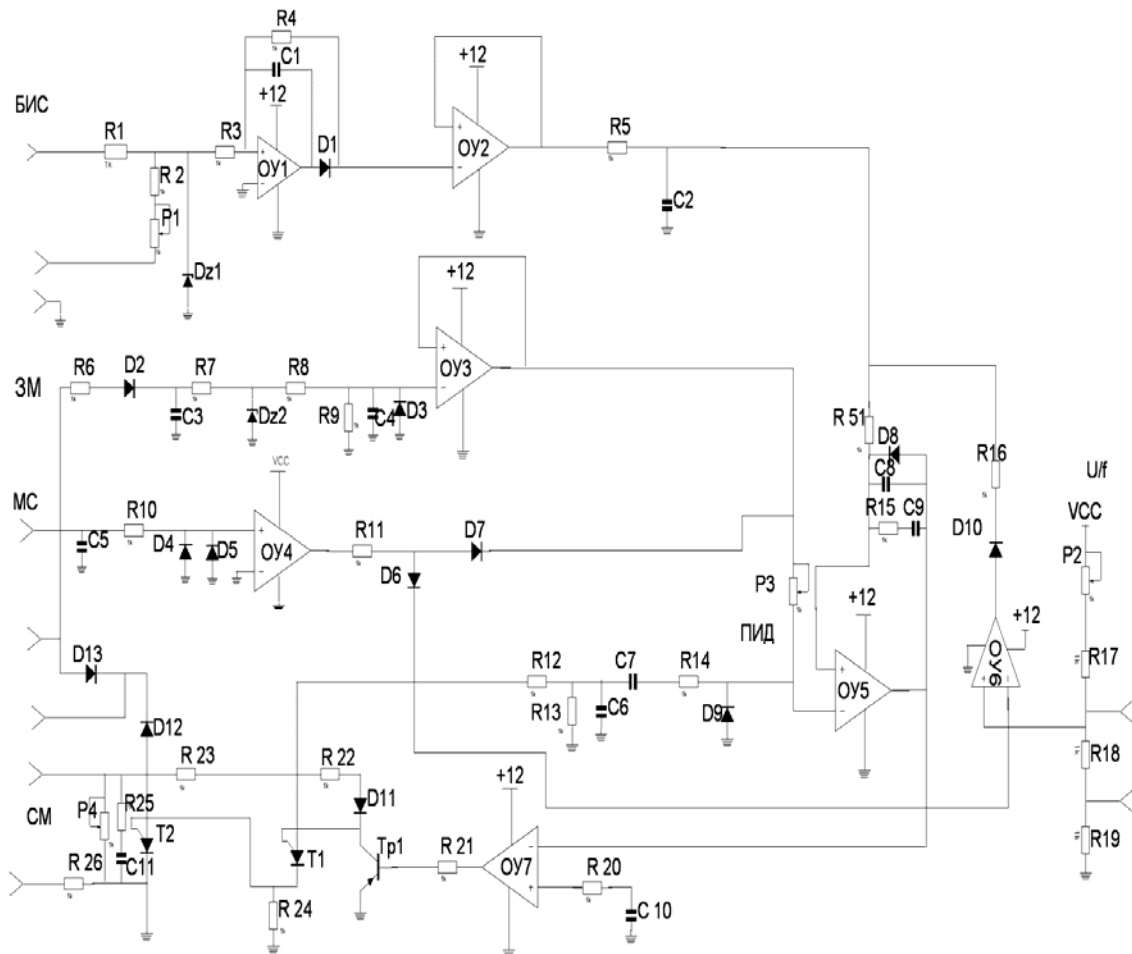 R4
C1
+12
+12
БИС
R1
R3
D1
ОУ1
ОУ2
R5
1k
R 2
P1
C2
Dz1
+12
R6
D2
R7
R8
ОУ3
ЗМ
C3
Dz2
R9
C4
D3
R 51
D8
R16
C8
U/f
VCC
МС
R10
R11
D7
R15
C9
VCC
C5
D4
D5
ОУ4
D10
P2
D6
P3
+12
+12
ПИД
D13
R12
C7
R14
ОУ6
R17
R13
C6
D9
ОУ5
D12
R 23
R 22
+12
R18
D11
СМ
P4
R25
T2
Tp1
R19
C11
T1
R 21
ОУ7
R 20
R 26
R 24
C 10